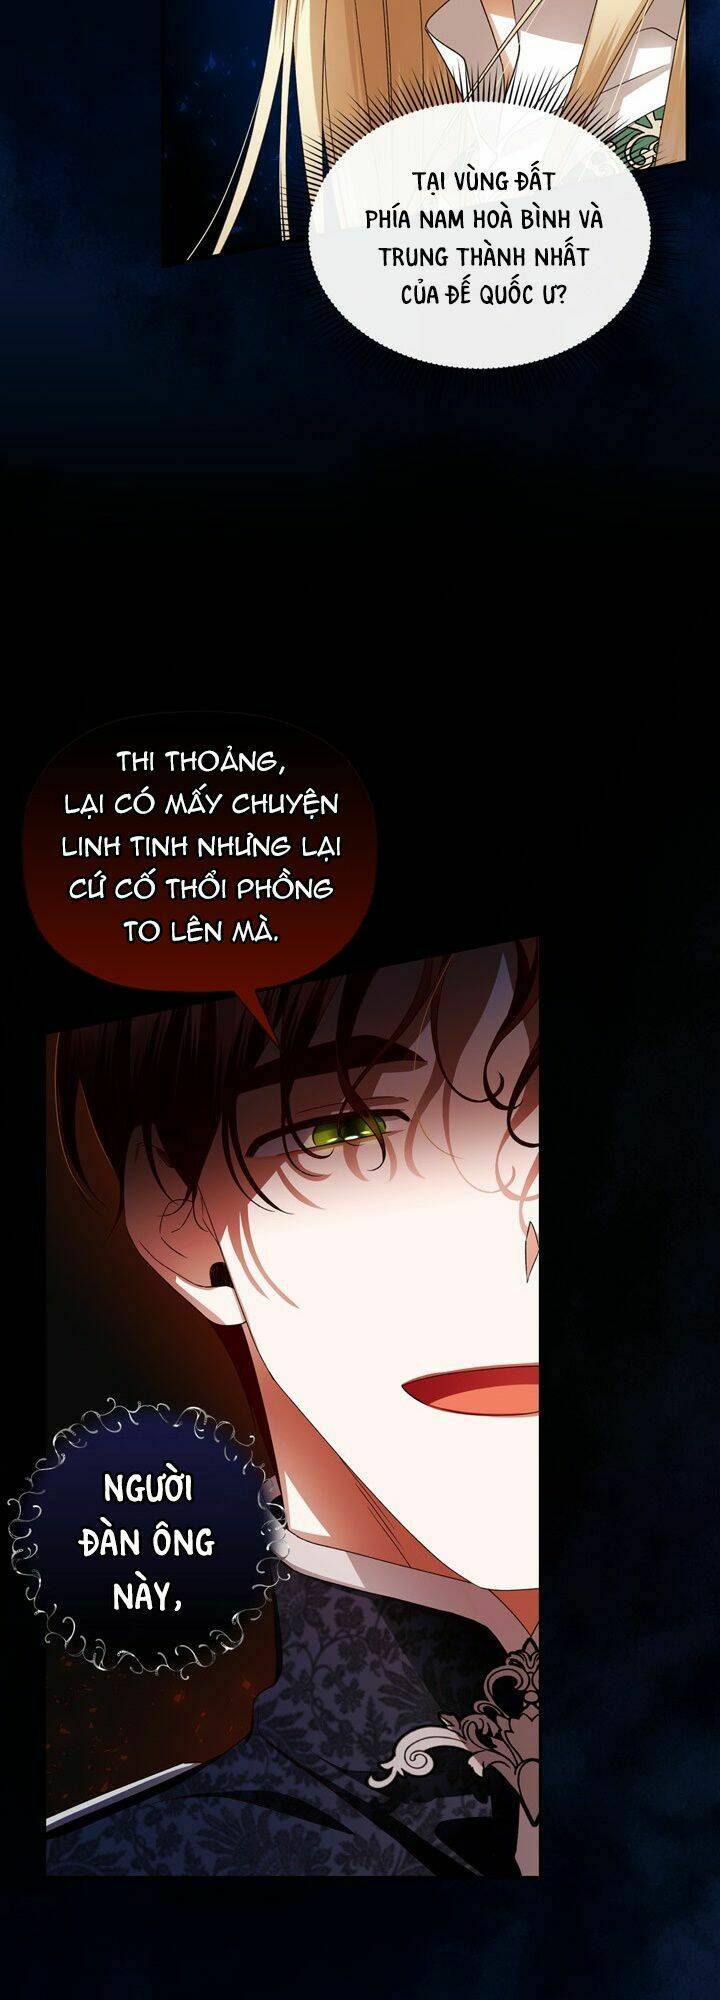 TẠI VÙNG ĐẤT
PHÍA NAM HOÀ BÌNH VÀ
TRUNG THÀNH NHẤT
CỦA ĐẾ QUỐC Ư?
THI THOẢNG,
LẠI CÓ MẤY CHUYỆN
LINH TINH NHƯNG LẠI
CỨ CỐ THỔI PHỒNG
TO LÊN MÀ.
NGƯỜI
ĐÀN ÔNG
NÀY,